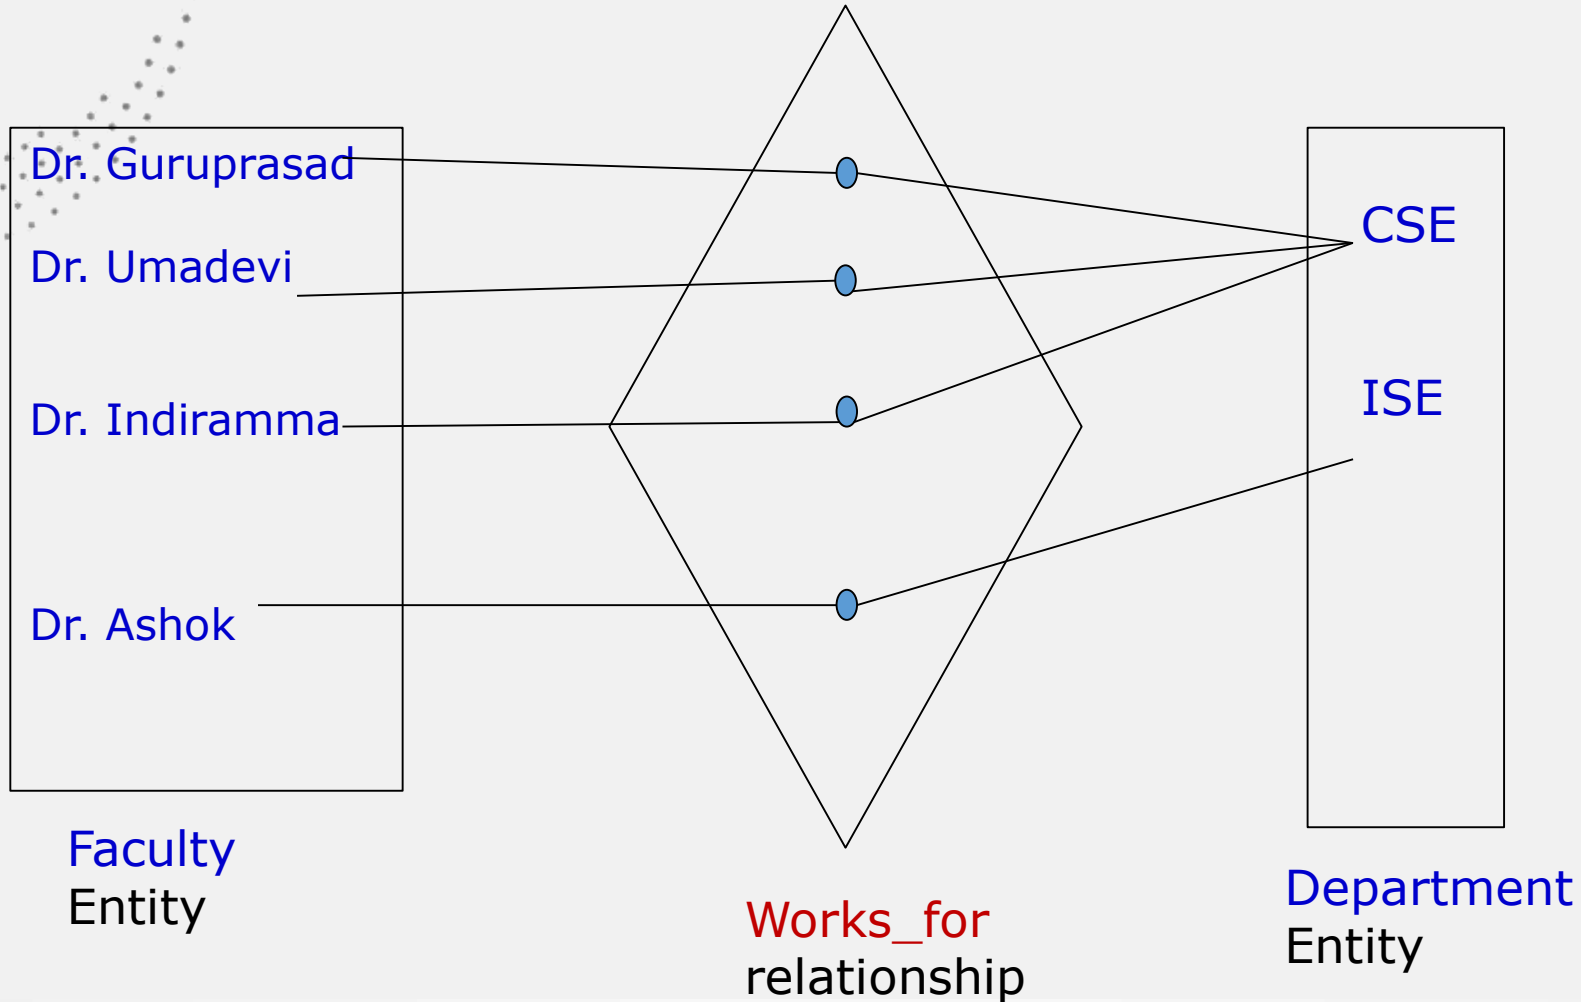 Dr. Guruprasad
Dr. Umadevi
Dr. Indiramma
Dr. Ashok
CSE
ISE
Faculty
Entity
Works_for
relationship
Department
Entity